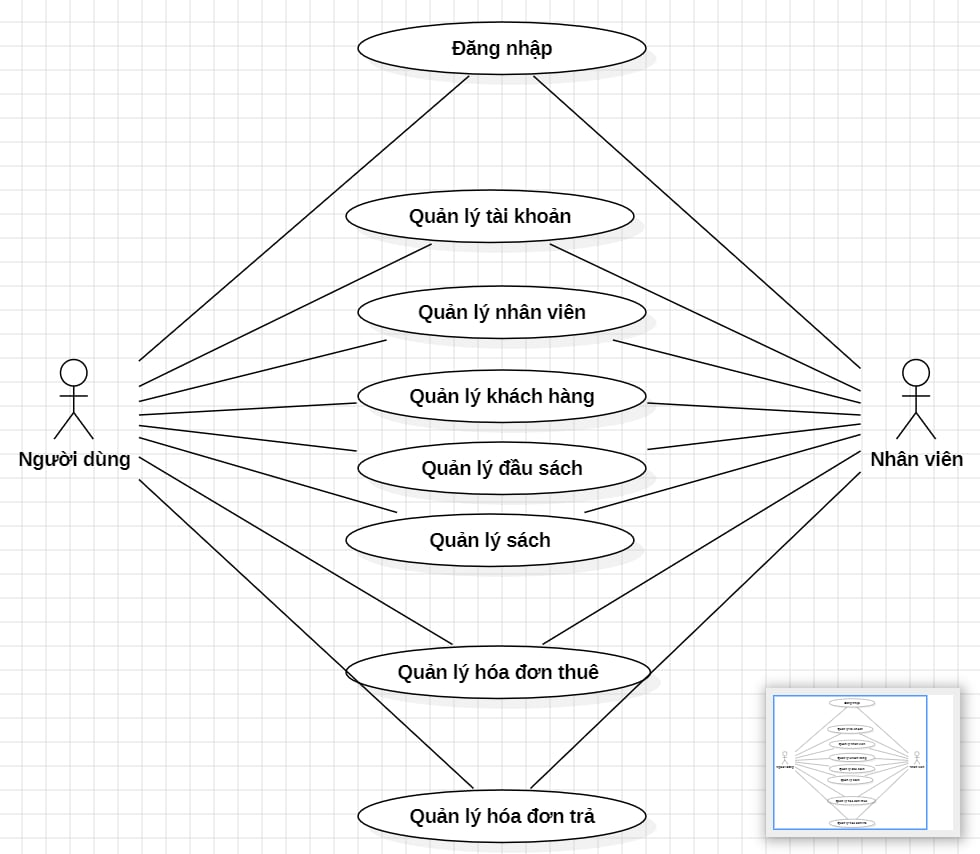 Đăng nhập
Quản lý tài khoản
Quản lý nhân viên
Quản lý khách hàng
Người dùng
Nhân viên
Quản lý đầu sách
Quản lý sách
Quản lý hóa đơn thuê
Quản lý hóa đơn trả